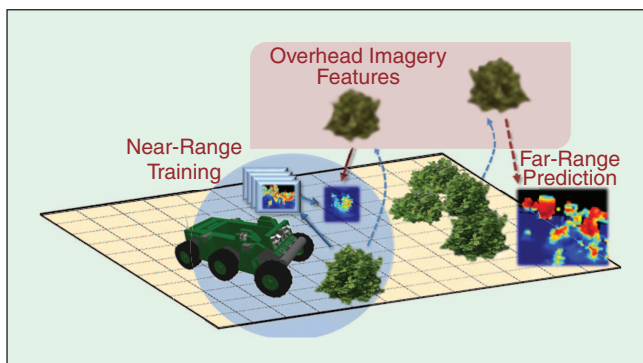 Overhead Imagery
Features
Near-Range
Training
Far-Range
Prediction